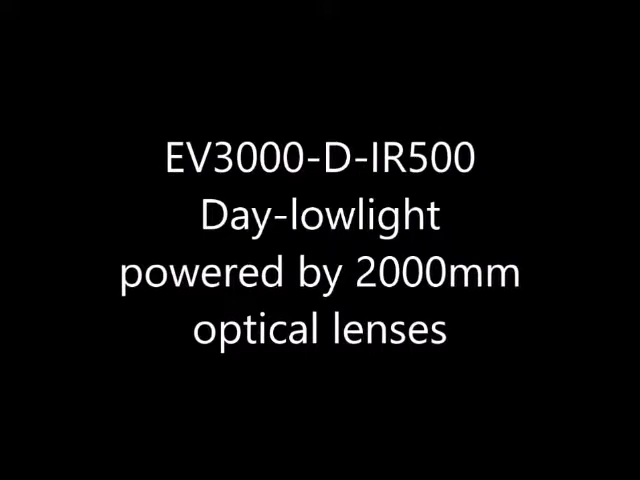 EV3000-D-IR500
Day-lowlight
powered by 2000mm
optical lenses